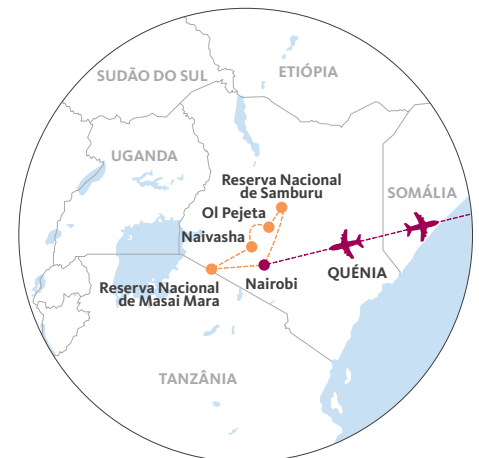 SUDÃO DO SUL
ETIÓPIA
UGANDA
Reserva Nacional
de Samburu
SOMÁLIA
Ol Pejeta
Naivasha
QUÉNIA
Reserva Nacional
de Masai Mara
Nairobi
TANZÂNIA